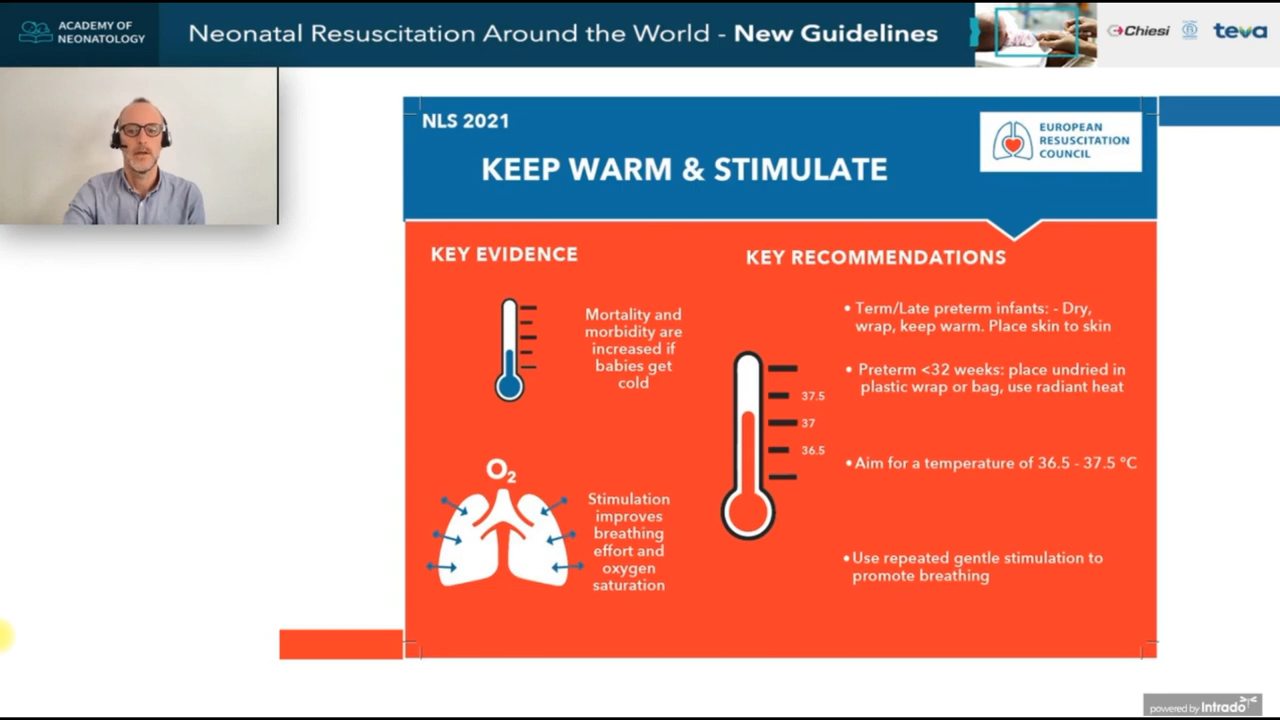 ACADEMY OF
NEONATOLOGY
Neonatal Resuscitation Around the World - New Guidelines
Chiesi
teva
NLS 2021
KEEP WARM & STIMULATE
EUROPEAN
RESUSCITATION
COUNCIL
KEY EVIDENCE
Mortality and
morbidity are
increased if
babies get
cold
O2
Stimulation
improves
breathing
effort and
oxygen
saturation
KEY RECOMMENDATIONS
37.5
37
36.5
• Term/Late preterm infants: - Dry,
wrap, keep warm. Place skin to skin
• Preterm <32 weeks: place undried in
plastic wrap or bag, use radiant heat
• Aim for a temperature of 36.5 - 37.5 °C
• Use repeated gentle stimulation to
promote breathing
powered by Intrado